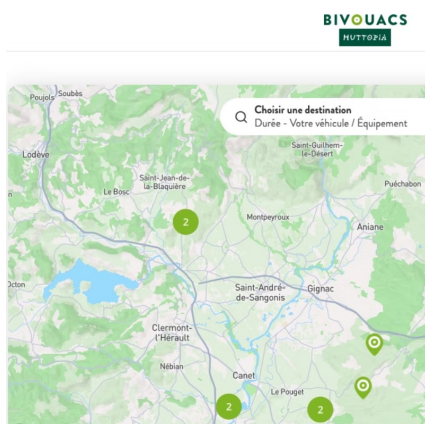 BIVOUACS
HUTTOPIA
Poujols
Soubès
Choisir une destination
Durée - Votre véhicule / Équipement
Saint-Guilhem-
le-Désert
Lodève
Saint-Jean-de-
la-Blaquière
Puéchabon
Le Bosc
Montpeyroux
2
Aniane
Octon
Saint-André-
de-Sangonis
Gignac
Clermont-
l'Hérault
Nébian
Canet
Le Pouget
2
2